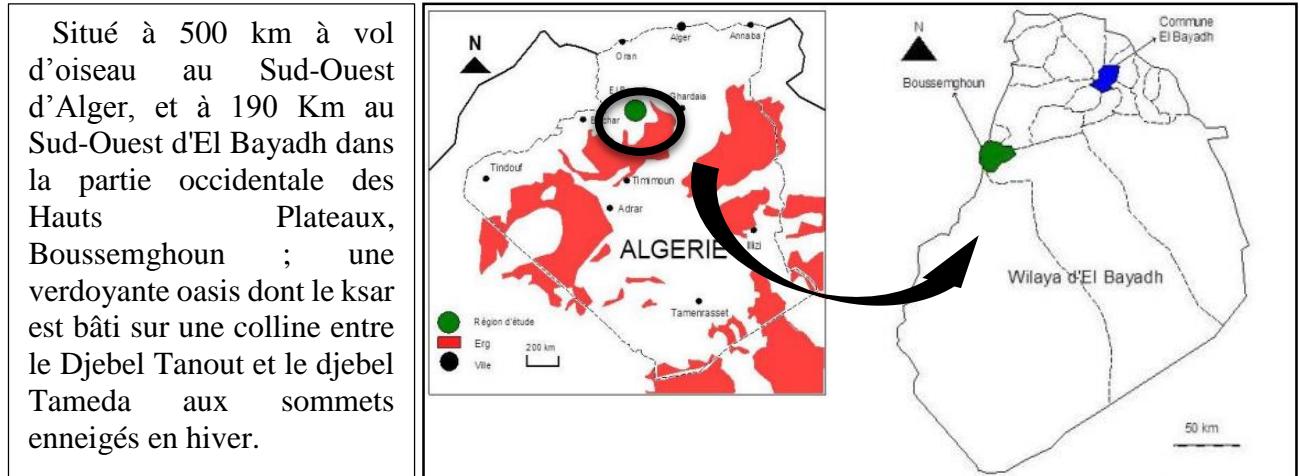 Situé à 500 km à vol
d’oiseau au Sud-Ouest
d’Alger, et à 190 Km au
Sud-Ouest d'El Bayadh dans
la partie occidentale des
Hauts Plateaux,
Boussemghoun ; une
verdoyante oasis dont le ksar
est bâti sur une colline entre
le Djebel Tanout et le djebel
Tameda aux sommets
enneigés en hiver.
N
Alger
Annaba
Oran
Ghardaia
Tindouf
Timimoun
Adrar
ALGERIE
Illizi
Tamenrasset
Région d'étude
Erg
Ville
200 km
N
Commune
El Bayadh
Boussemghoun
Wilaya d'El Bayadh
50 km